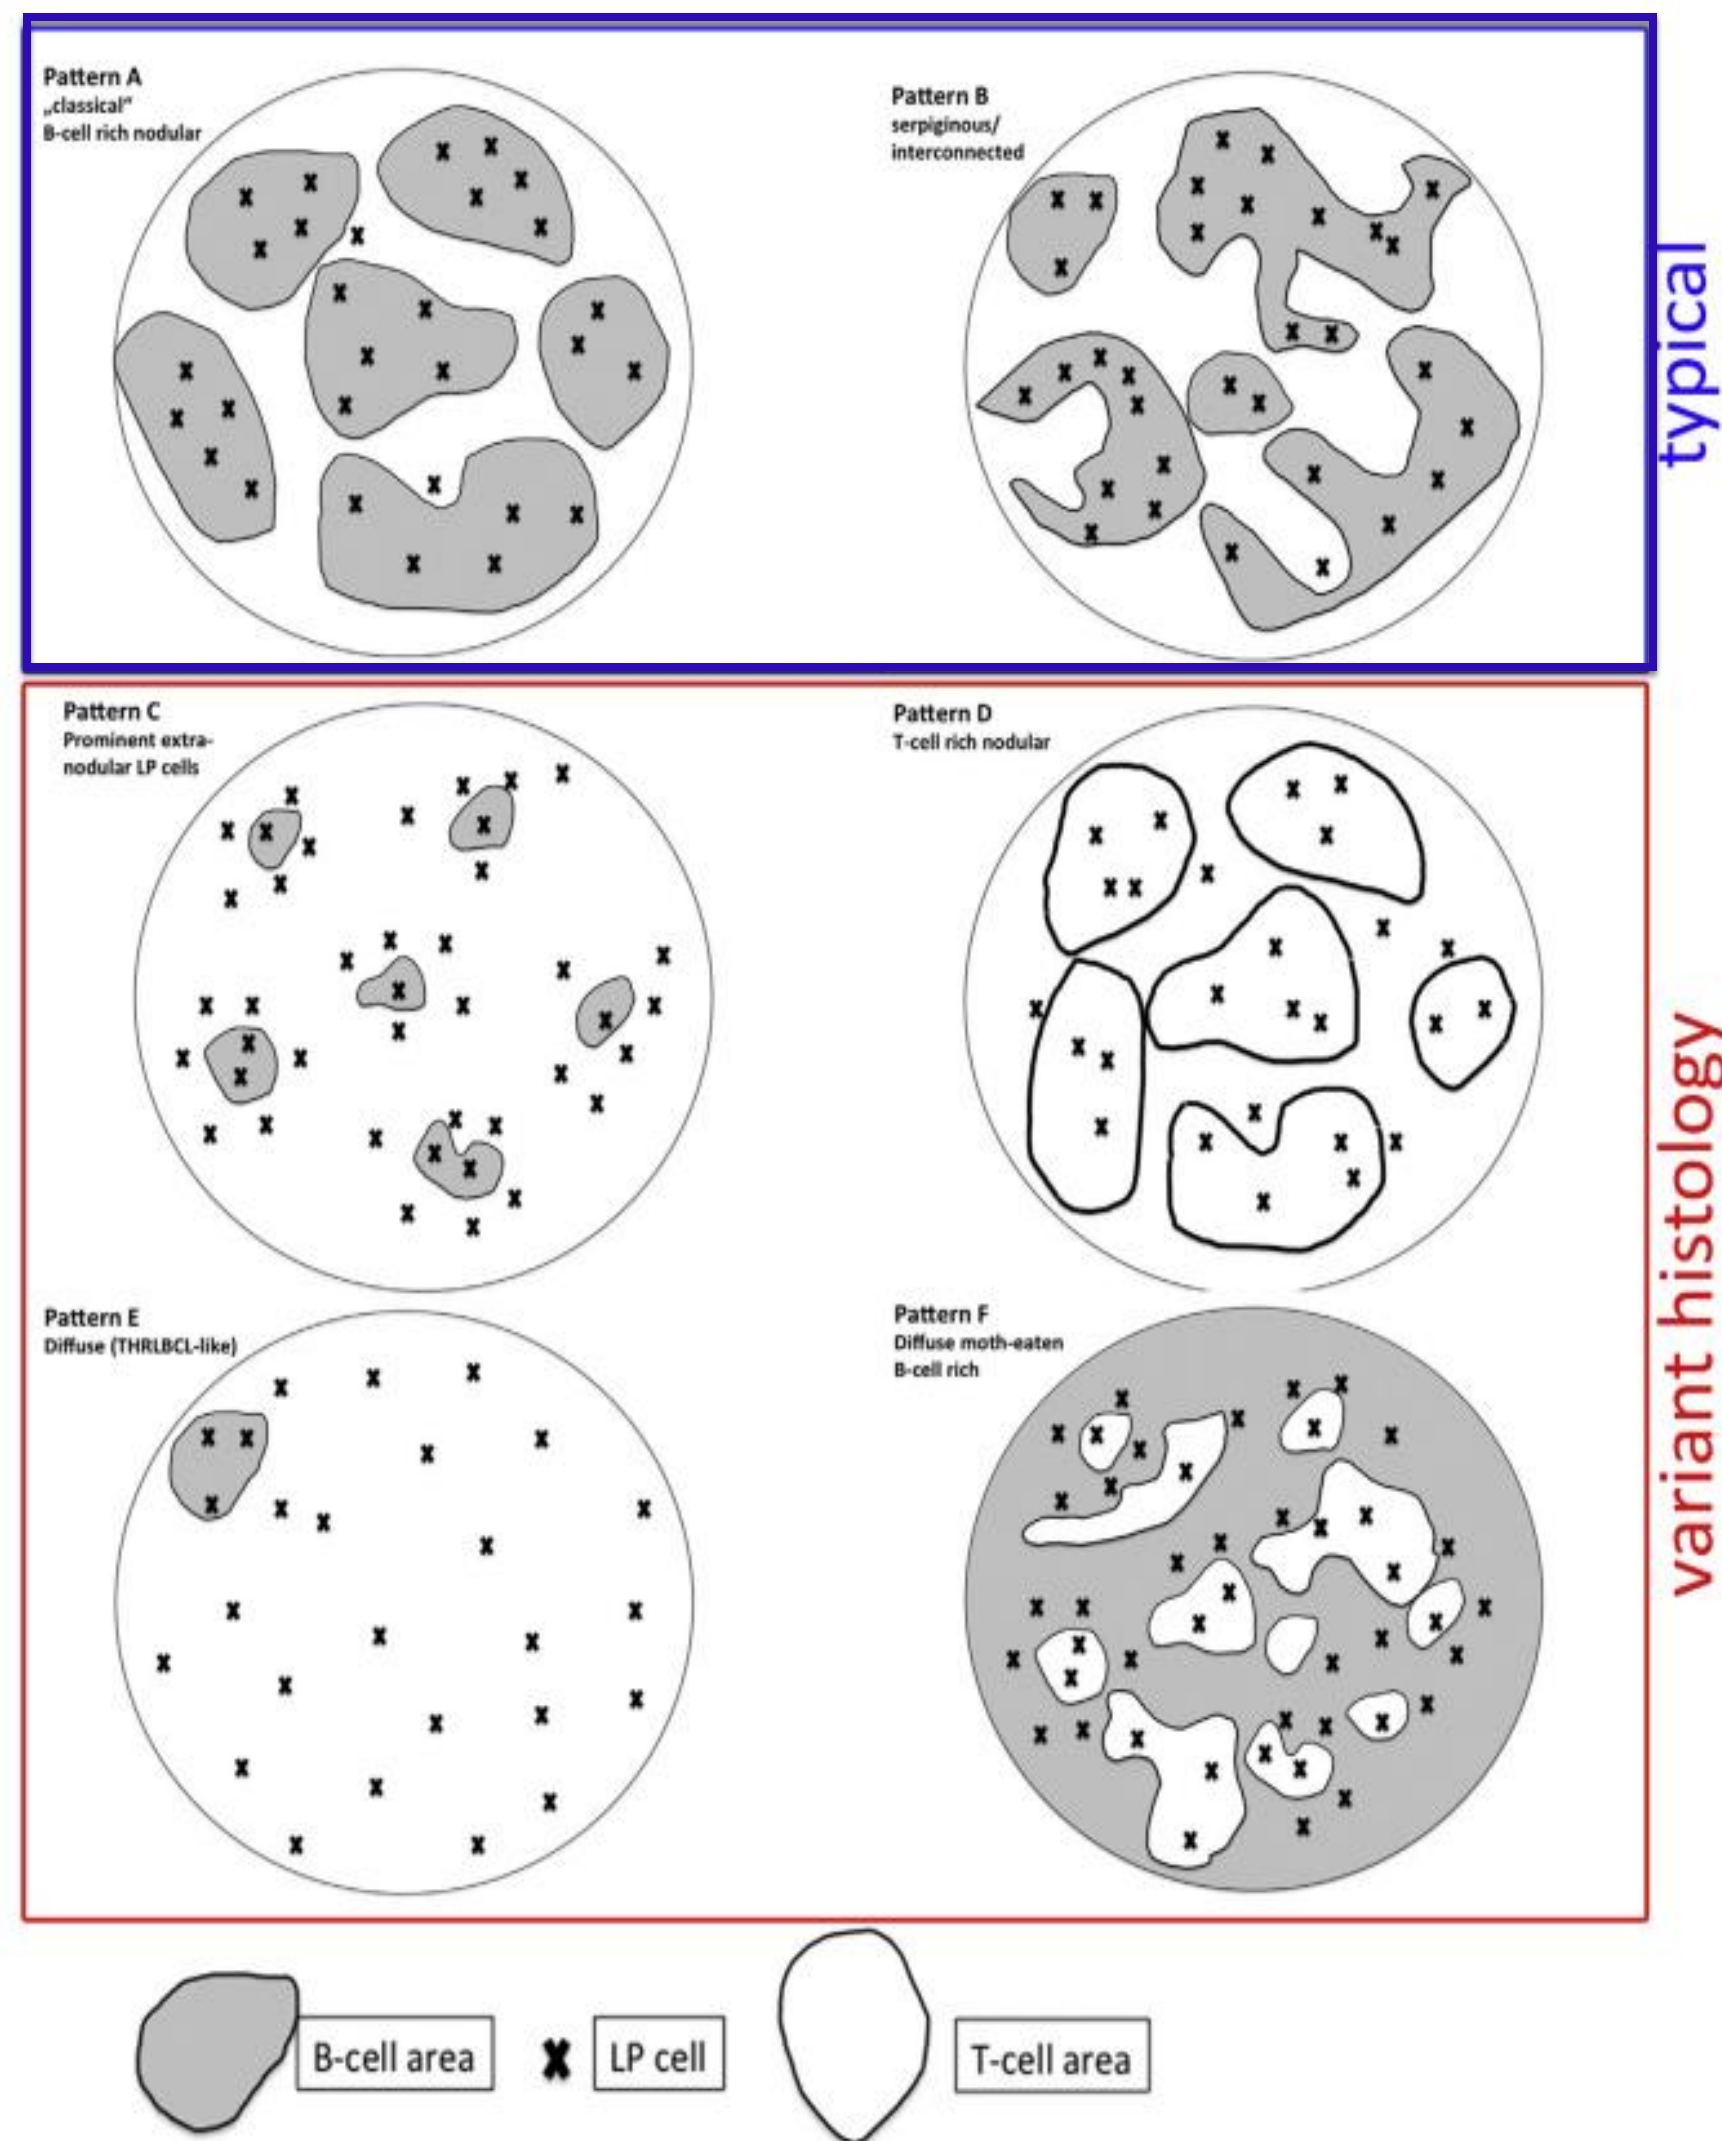 Pattern A
„classical“
B-cell rich nodular
Pattern B
serpiginous/
interconnected
typical
Pattern C
Prominent extra-
nodular LP cells
Pattern D
T-cell rich nodular
Pattern E
Diffuse (THRLBCL-like)
Pattern F
Diffuse moth-eaten
B-cell rich
variant histology
B-cell area
LP cell
T-cell area